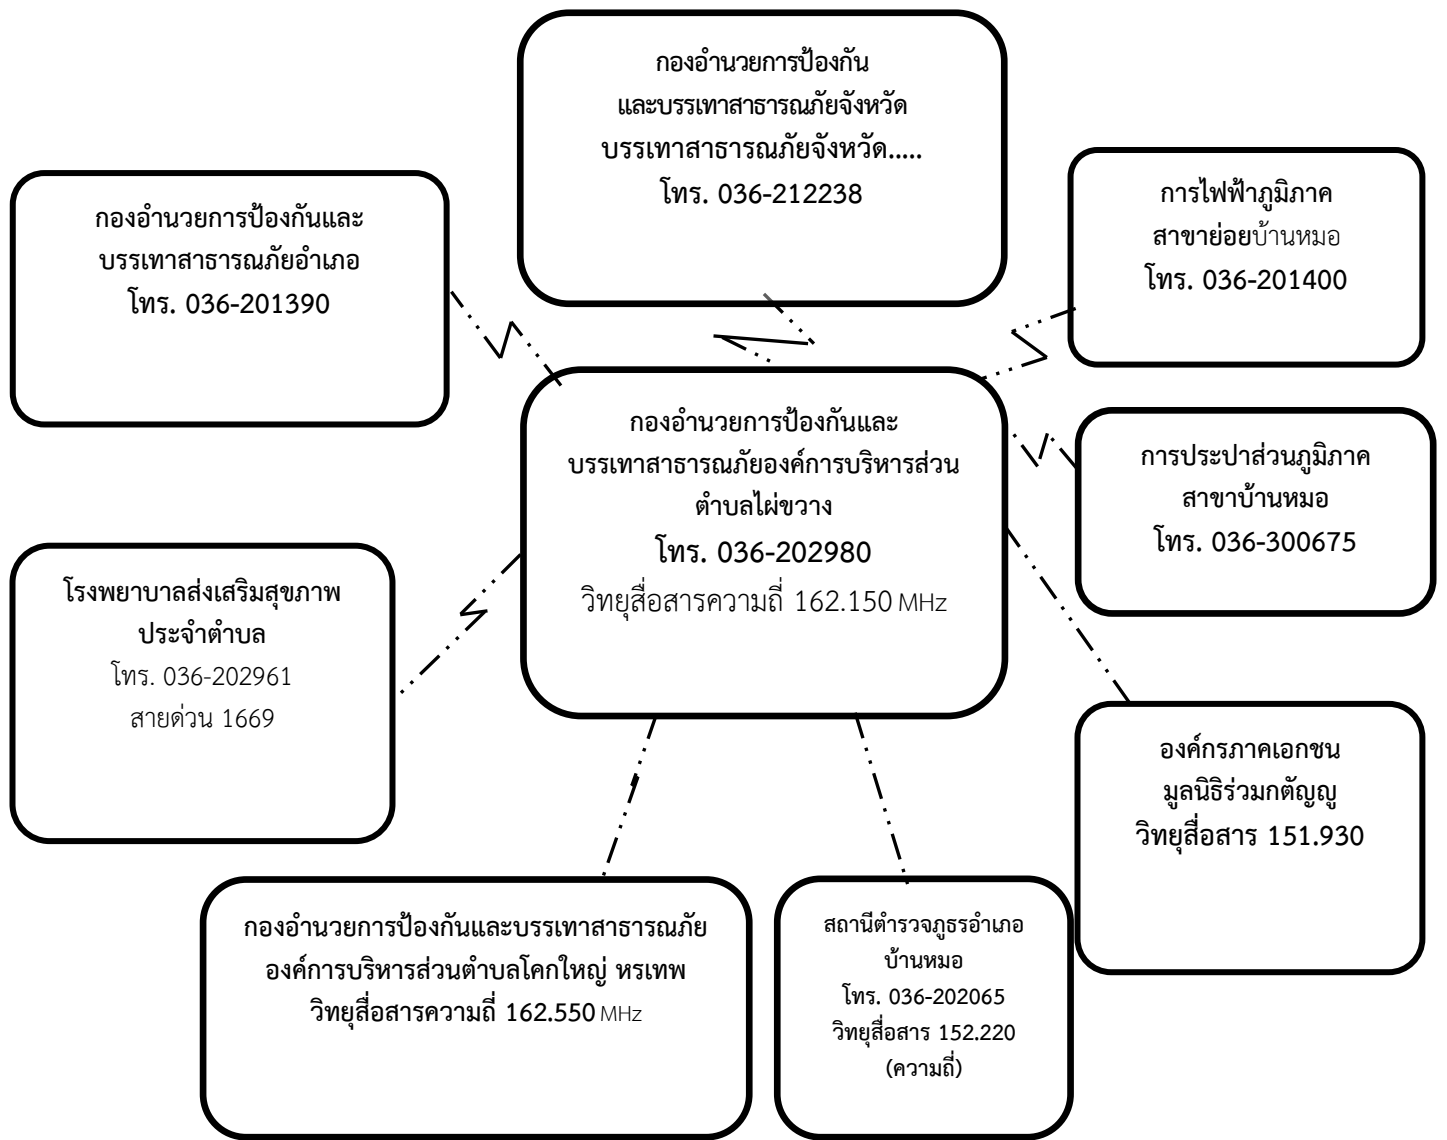 กองอำนวยการป้องกัน
และบรรเทาสาธารณภัยจังหวัด
บรรเทาสาธารณภัยจังหวัด.....
โทร. 036-212238
กองอำนวยการป้องกันและ
บรรเทาสาธารณภัยอำเภอ
โทร. 036-201390
การไฟฟ้าภูมิภาค
สาขาย่อยบ้านหมอ
โทร. 036-201400
กองอำนวยการป้องกันและ
บรรเทาสาธารณภัยองค์การบริหารส่วน
ตำบลไผ่ขวาง
โทร. 036-202980
วิทยุสื่อสารความถี่ 162.150 MHz
การประปาส่วนภูมิภาค
สาขาบ้านหมอ
โทร. 036-300675
โรงพยาบาลส่งเสริมสุขภาพ
ประจำตำบล
โทร. 036-202961
สายด่วน 1669
องค์กรภาคเอกชน
มูลนิธิร่วมกตัญญู
วิทยุสื่อสาร 151.930
กองอำนวยการป้องกันและบรรเทาสาธารณภัย
องค์การบริหารส่วนตำบลโคกใหญ่ หรเทพ
วิทยุสื่อสารความถี่ 162.550 MHz
สถานีตำรวจภูธรอำเภอ
บ้านหมอ
โทร. 036-202065
วิทยุสื่อสาร 152.220
(ความถี่)